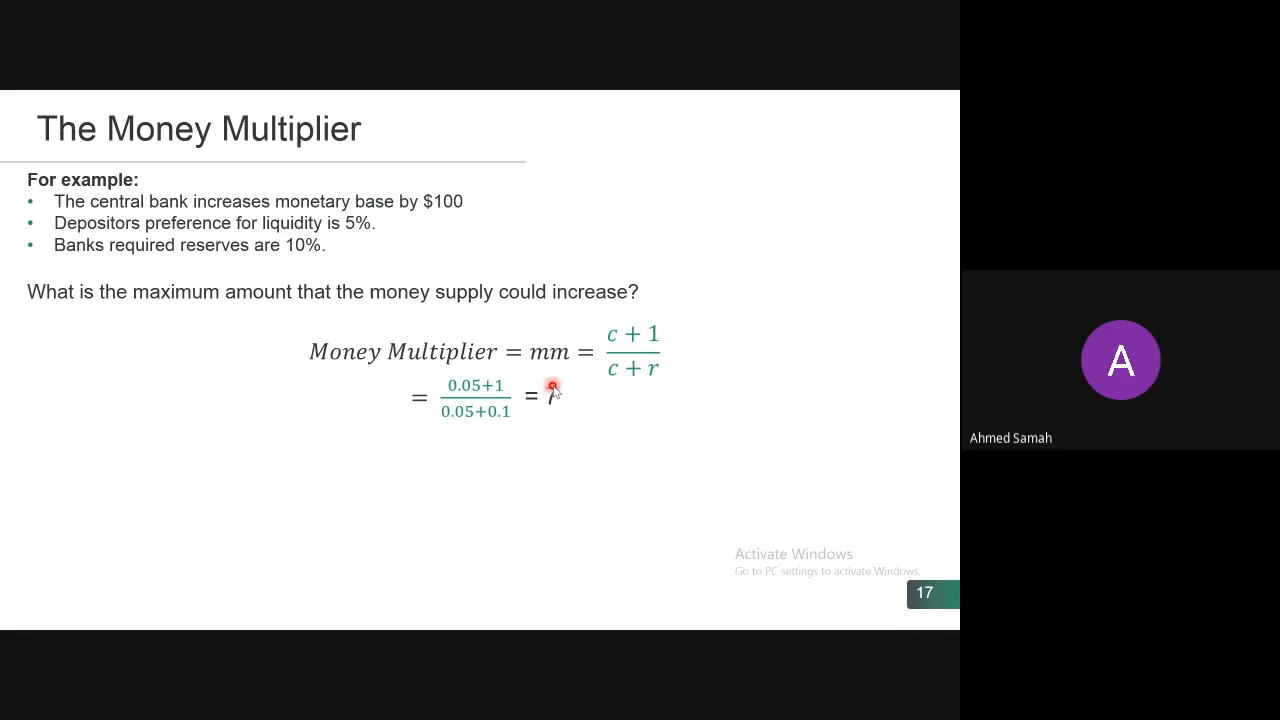 The Money Multiplier
For example:
• The central bank increases monetary base by $100
• Depositors preference for liquidity is 5%.
• Banks required reserves are 10%.
What is the maximum amount that the money supply could increase?
Money Multiplier = mm = (c + 1)/(c + r)
= (0.05+1)/(0.05+0.1) =
A
Ahmed Samah
Activate Windows
Go to PC settings to activate Windows.
17